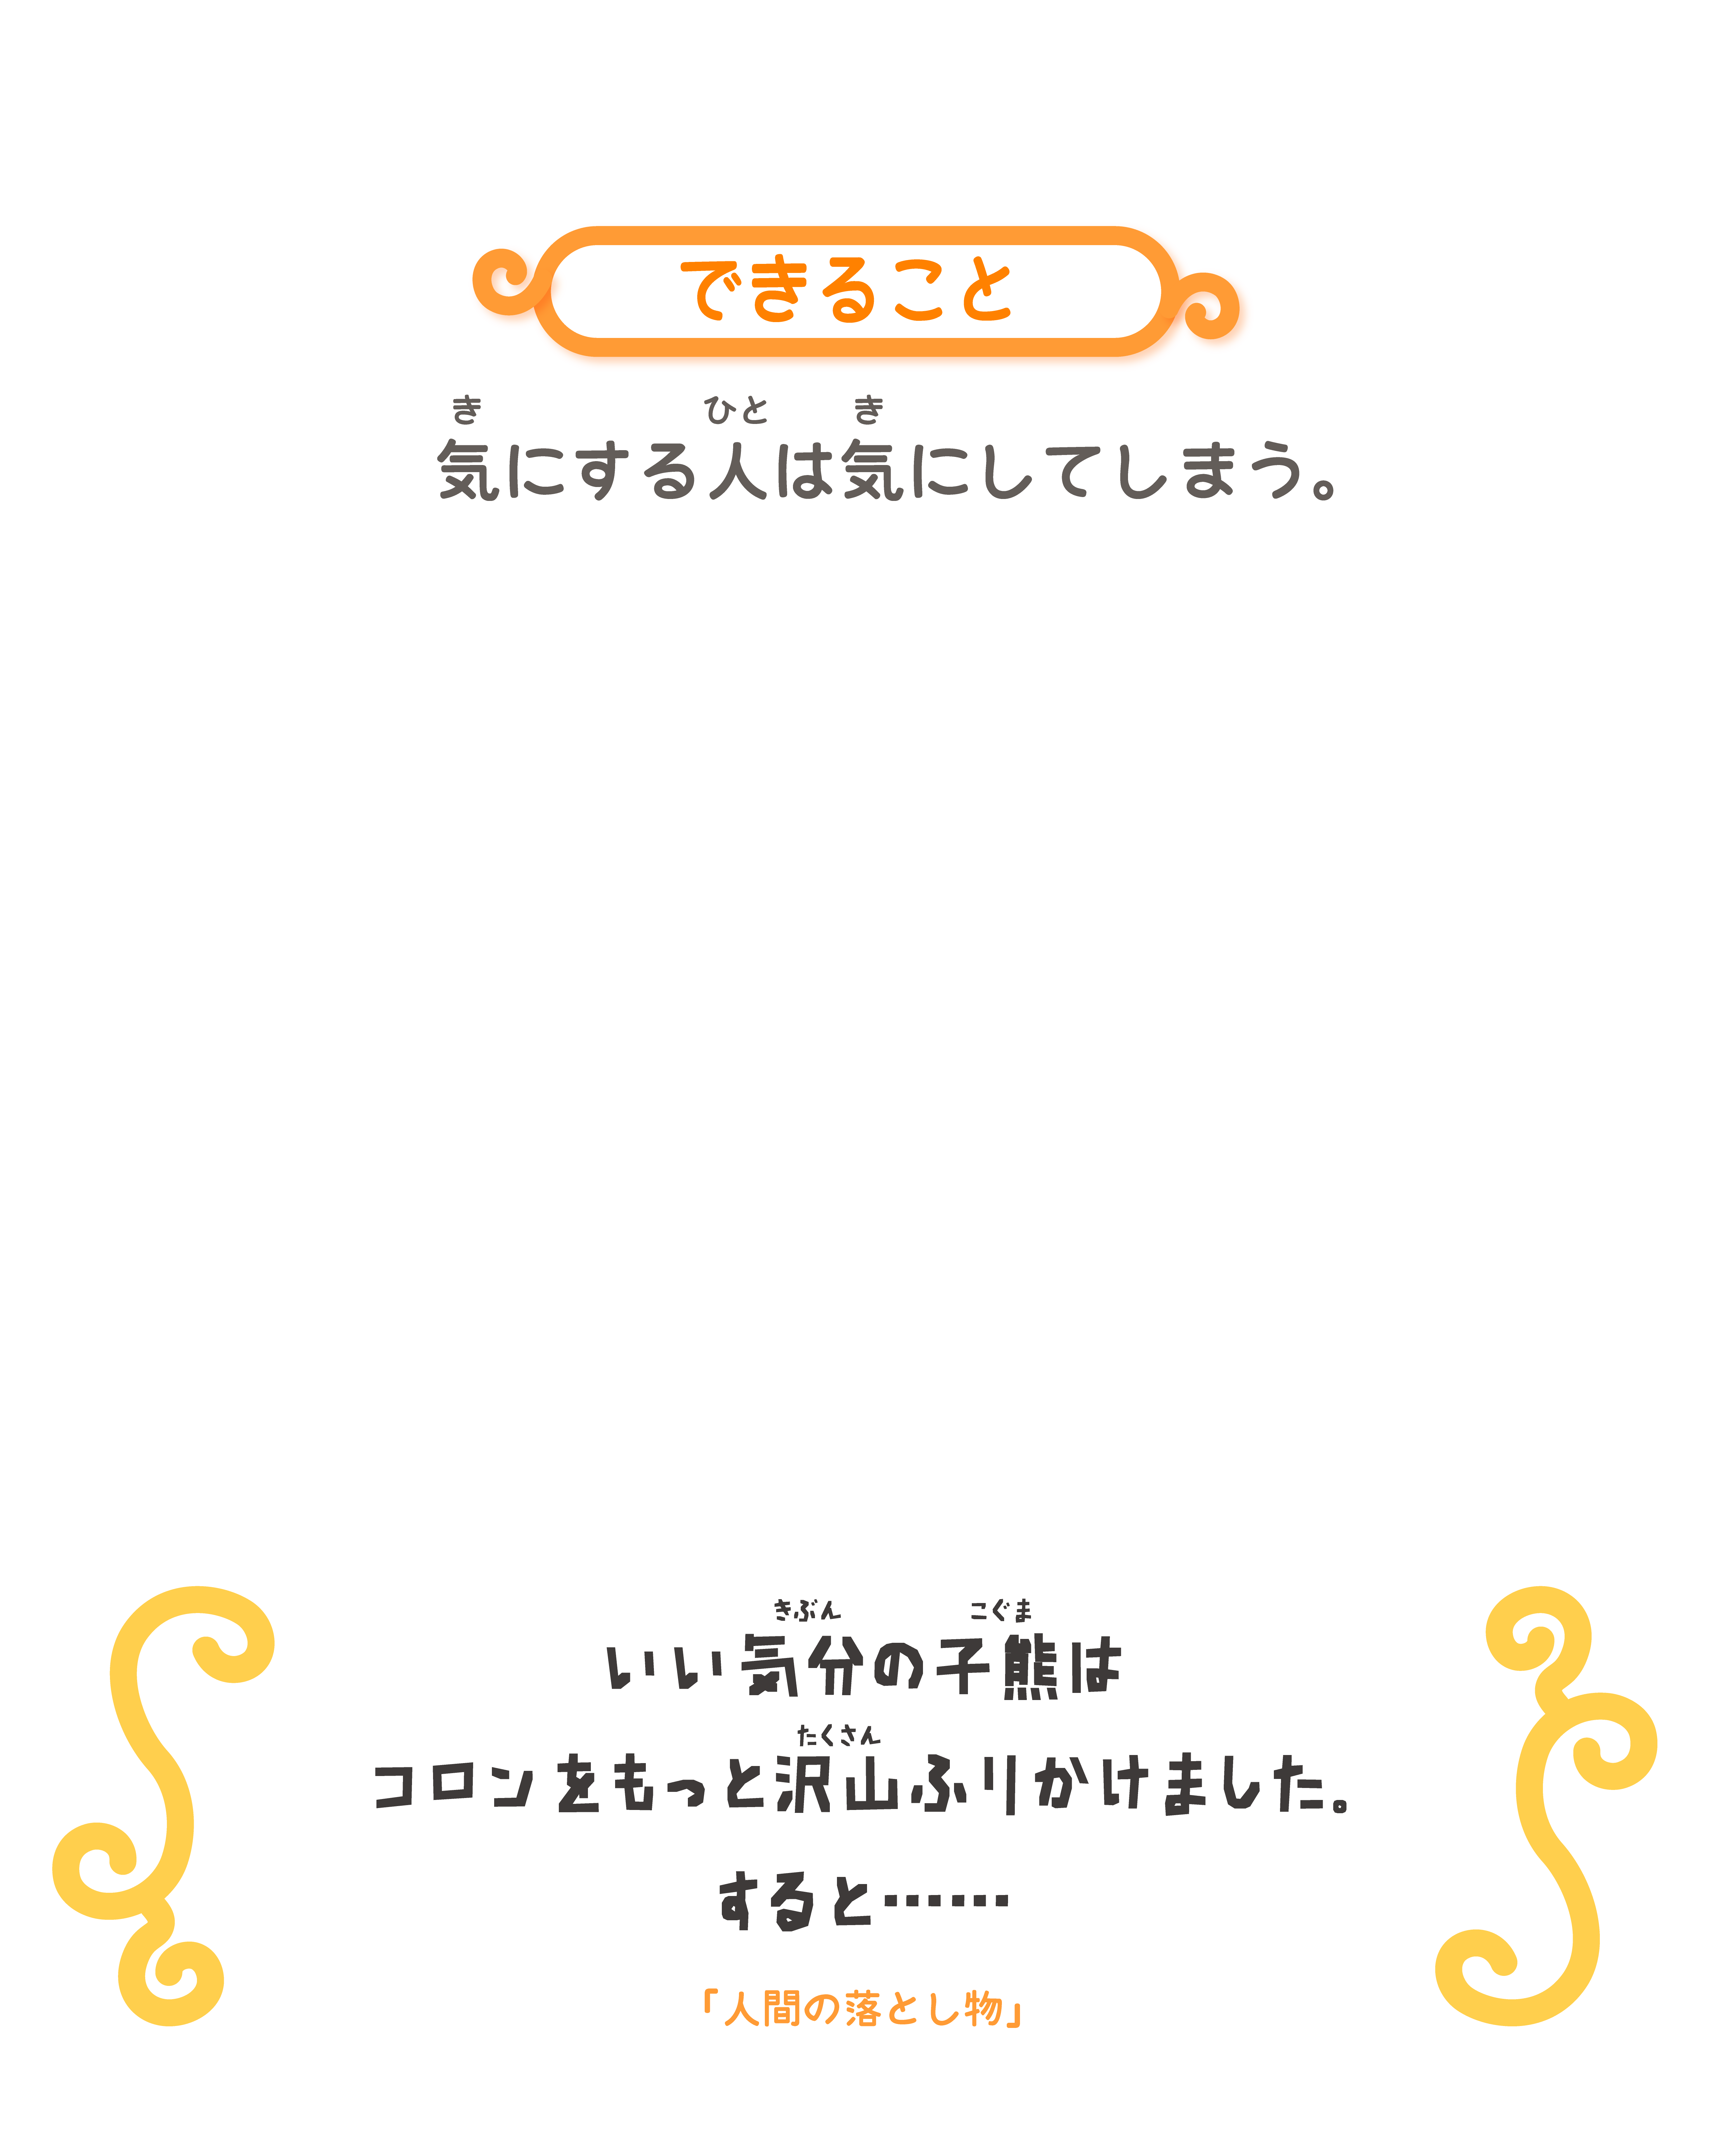 できること
き ひと き
気にする人は気にしてしまう。
きぶん こぐま
いい気分の子熊は
たくさん
コロンをもっと沢山ふりかけました。
すると……
「人間の落とし物」